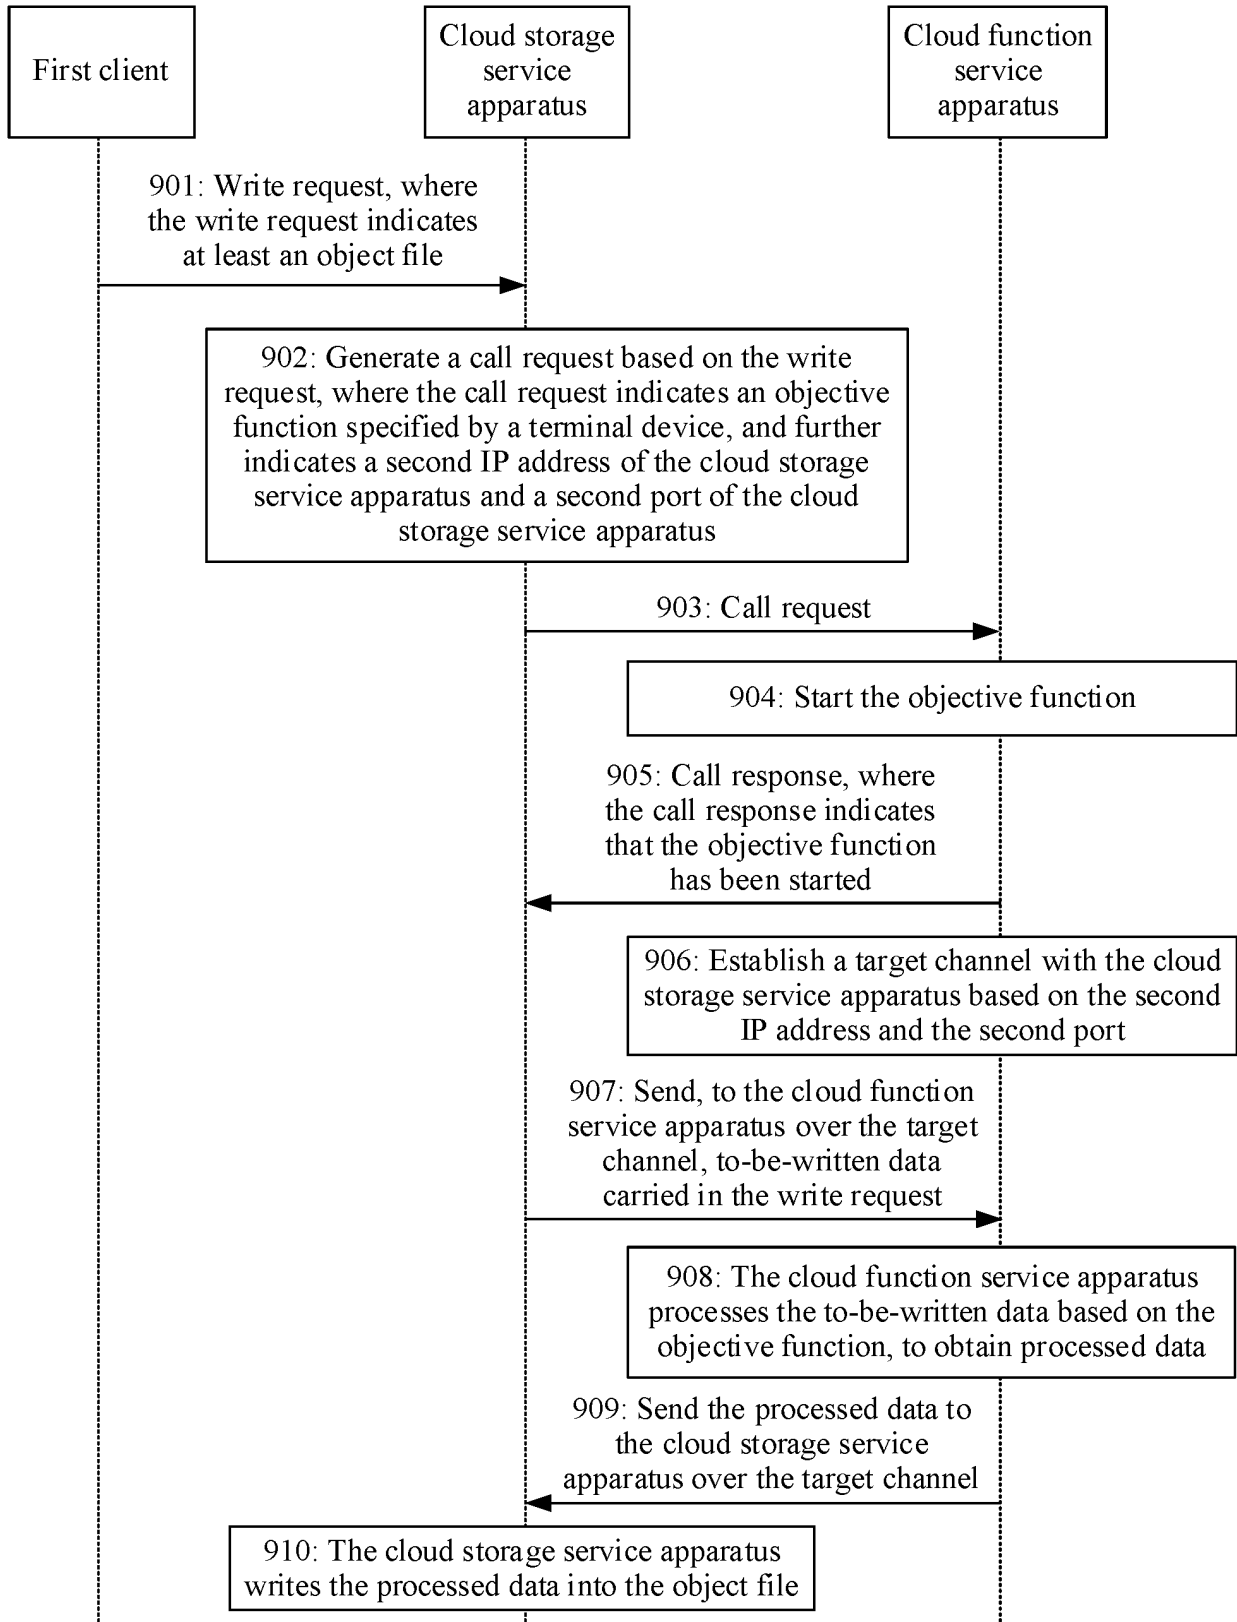 First client
Cloud storage
service
apparatus
Cloud function
service
apparatus
901: Write request, where
the write request indicates
at least an object file
902: Generate a call request based on the write
request, where the call request indicates an objective
function specified by a terminal device, and further
indicates a second IP address of the cloud storage
service apparatus and a second port of the cloud
storage service apparatus
903: Call request
904: Start the objective function
905: Call response, where
the call response indicates
that the objective function
has been started
906: Establish a target channel with the cloud
storage service apparatus based on the second
IP address and the second port
907: Send, to the cloud function
service apparatus over the target
channel, to-be-written data
carried in the write request
908: The cloud function service apparatus
processes the to-be-written data based on the
objective function, to obtain processed data
909: Send the processed data to
the cloud storage service
apparatus over the target channel
910: The cloud storage service apparatus
writes the processed data into the object file